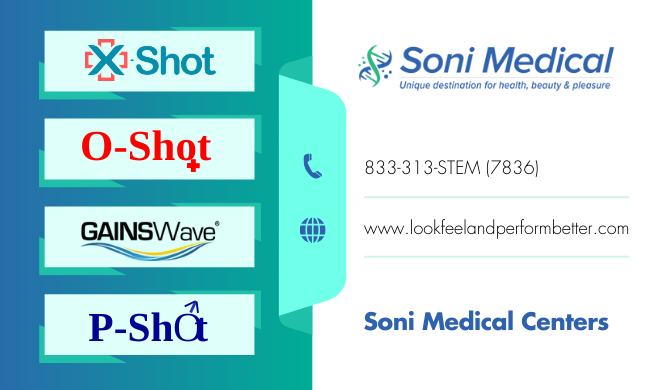 X-Shot
O-Shot
GAINSWave®
P-Shot
Soni Medical
Unique destination for health, beauty & pleasure
833-313-STEM (7836)
www.lookfeelandperformbetter.com
Soni Medical Centers